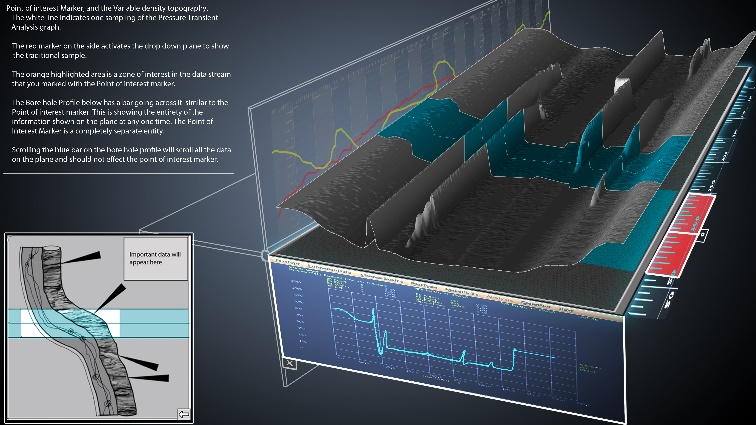 Point of interest Marker, and the Variable density topography.
The white line indicates one sampling of the Pressure Transient
Analysis graph.
The red marker on the side activates the drop down plane to show
the traditional sample.
The orange highlighted area is a zone of interest in the data stream
that you marked with the Point of Interest marker.
The Bore hole Profile below has a bar going across it similar to the
Point of interest marker. This is showing the entirety of the
information shown on the plane at any one time. The Point of
Interest Marker is a completely separate entity.
Scrolling the blue bar on the bore hole profile will scroll all the data
on the plane and should not effect the point of interest marker.
Important data will
appear here.
X